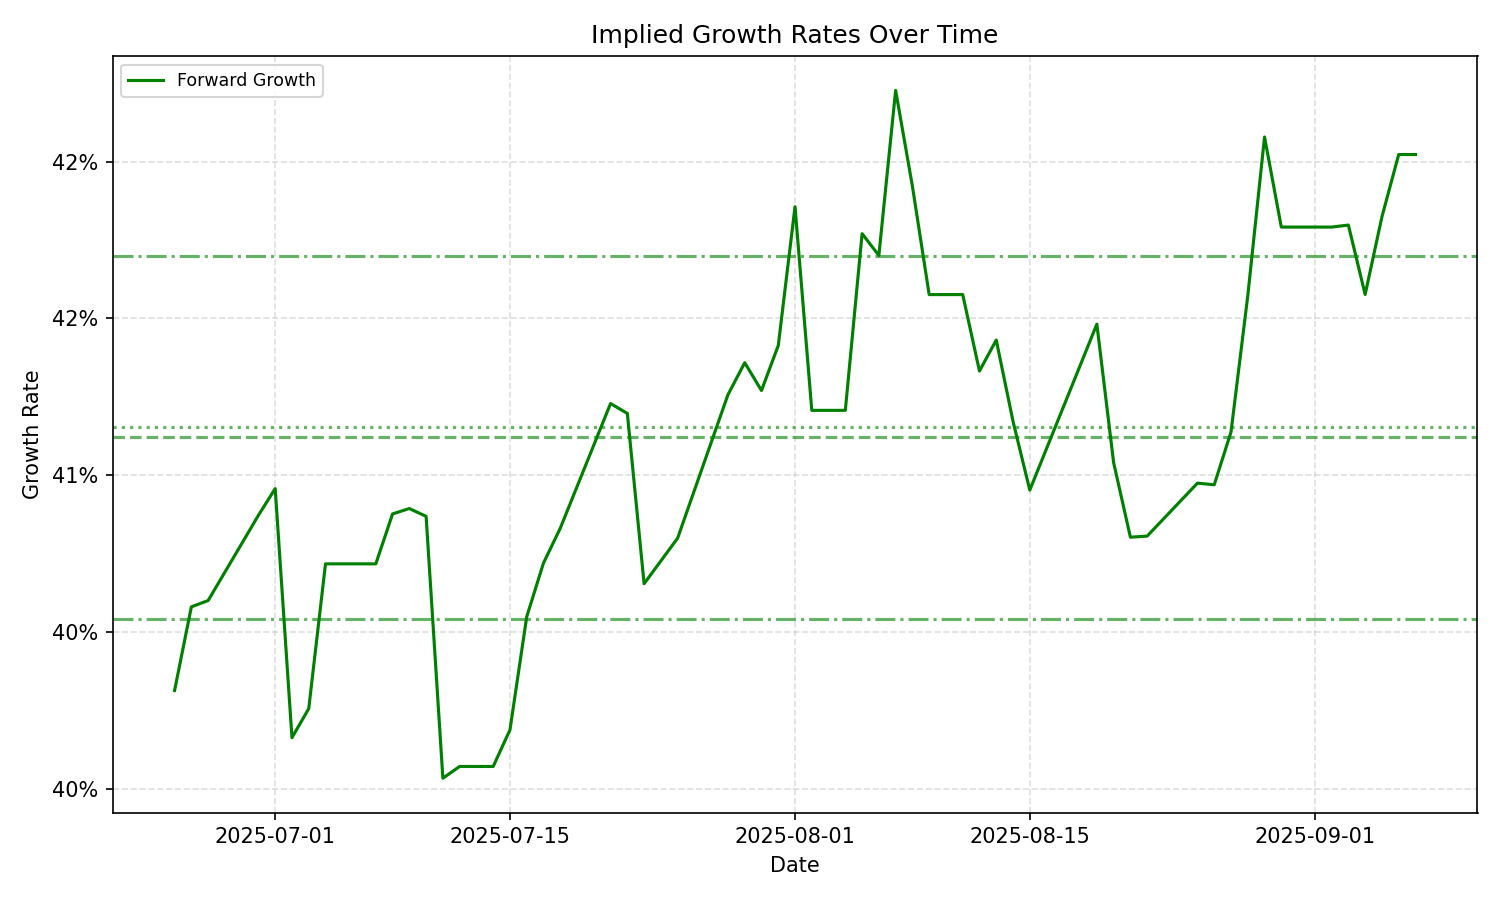 Implied Growth Rates Over Time
Forward Growth
42%
42%
41%
40%
40%
Growth Rate
2025-07-01
2025-07-15
2025-08-01
2025-08-15
2025-09-01
Date